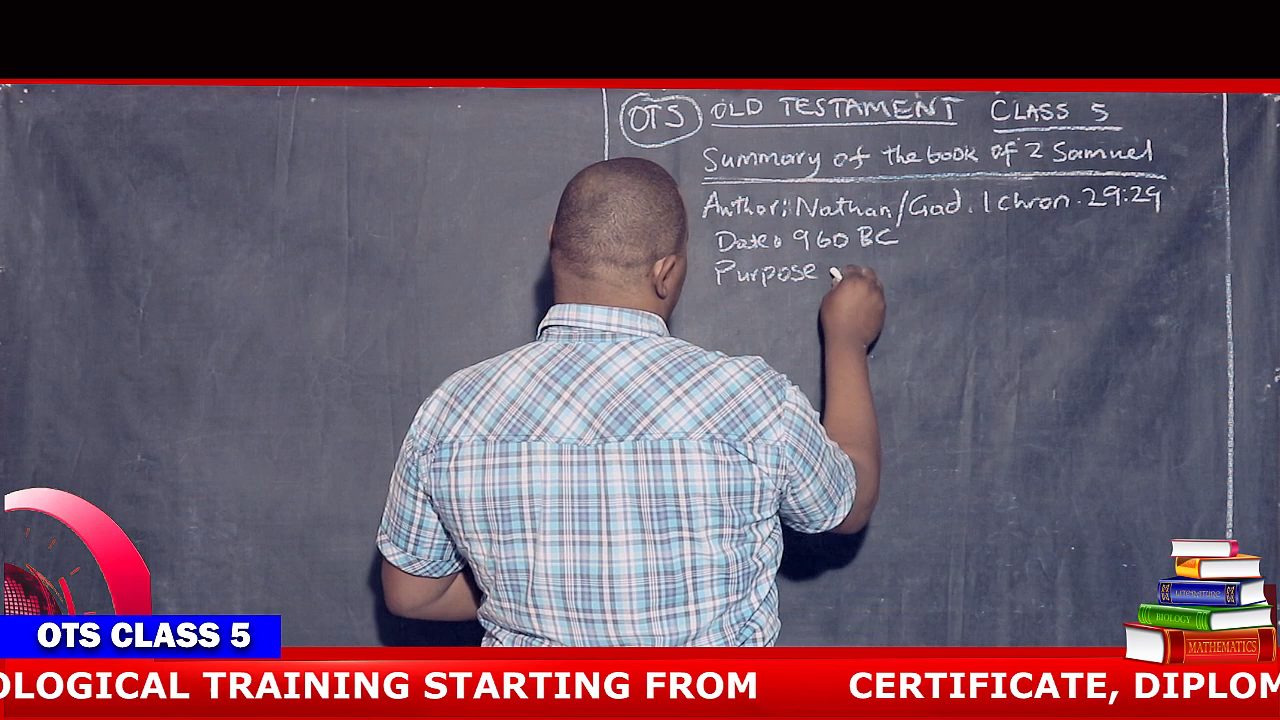 OTS OLD TESTAMENT CLASS 5
Summary of the book of 2 Samuel
Author: Nathan/Gad. 1 chron. 29:29
Date: 960 BC
Purpose
LITERATURE
BIOLOGY
MATHEMATICS
OTS CLASS 5
OLOGICAL TRAINING STARTING FROM CERTIFICATE, DIPLOM